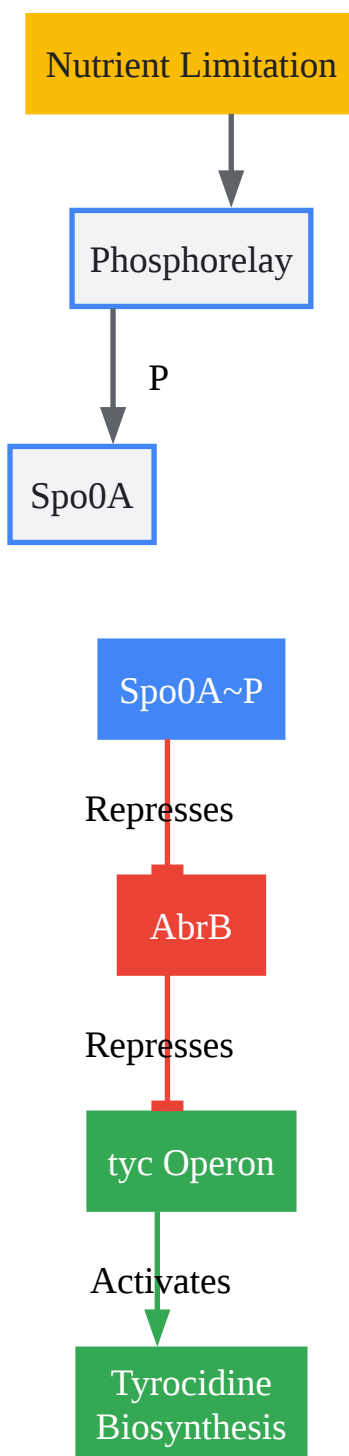 Nutrient Limitation
Phosphorelay
P
Spo0A
Spo0A~P
Represses
AbrB
Represses
tyc Operon
Activates
Tyrocidine
Biosynthesis